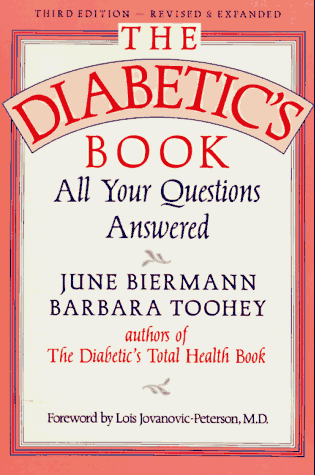 THIRD EDITION — REVISED & EXPANDED
THE
DIABETIC'S
BOOK
All Your Questions
Answered
JUNE BIERMANN
BARBARA TOOHEY
authors of
The Diabetic's Total Health Book
Foreword by Lois Jovanovic-Peterson, M.D.